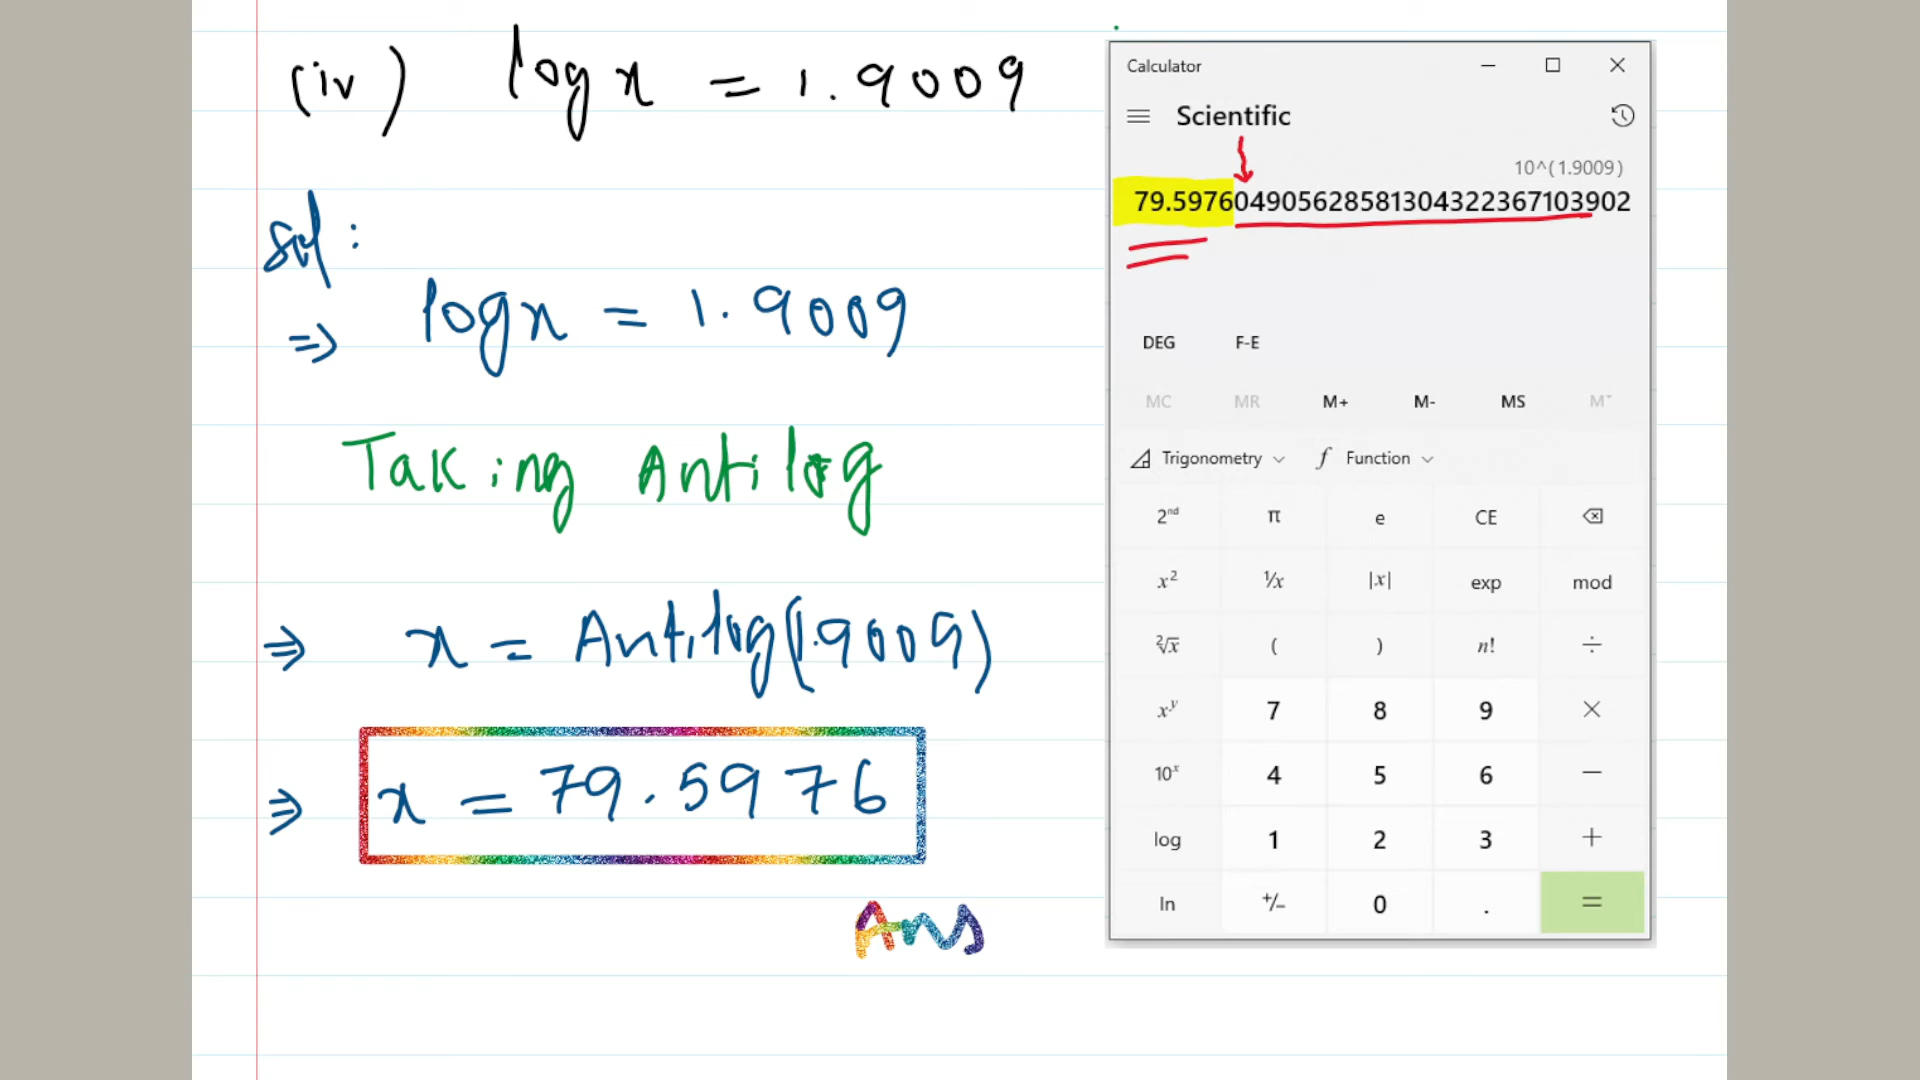 (iv) log x = 1.9009
sol:
⇒ log x = 1.9009
Taking Antilog
⇒ x = Antilog(1.9009)
⇒ x = 79.5976
Ans
Calculator
Scientific
10^(1.9009)
79.597604905628581304322367103902
DEG F-E
MC MR M+ M- MS M˅
Trigonometry f Function
2ⁿᵈ π e CE
x² ¹/x |x| exp mod
²√x ( ) n! ÷
xʸ 7 8 9 ×
10ˣ 4 5 6 −
log 1 2 3 +
ln +/− 0 . =